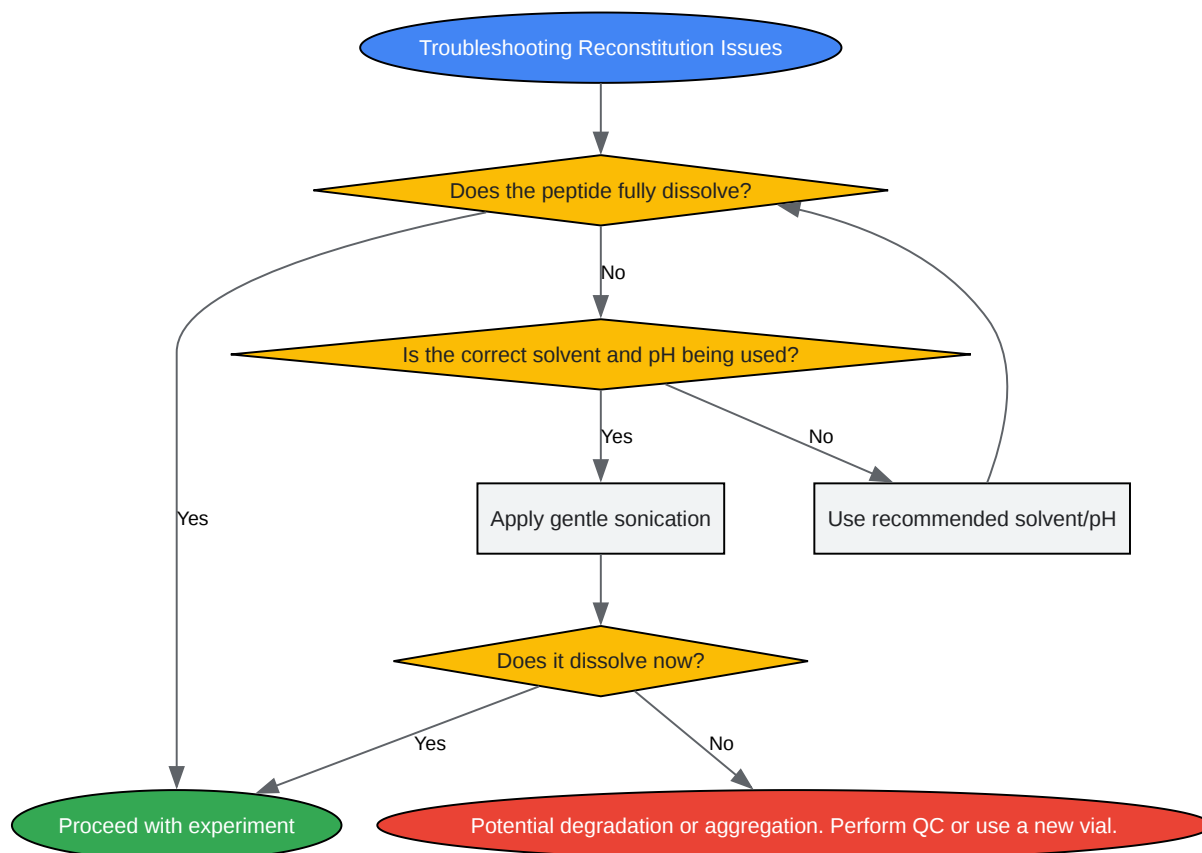 Troubleshooting Reconstitution Issues
Does the peptide fully dissolve?
No
Is the correct solvent and pH being used?
Yes
No
Yes
Apply gentle sonication
Use recommended solvent/pH
Does it dissolve now?
Yes
No
Proceed with experiment
Potential degradation or aggregation. Perform QC or use a new vial.